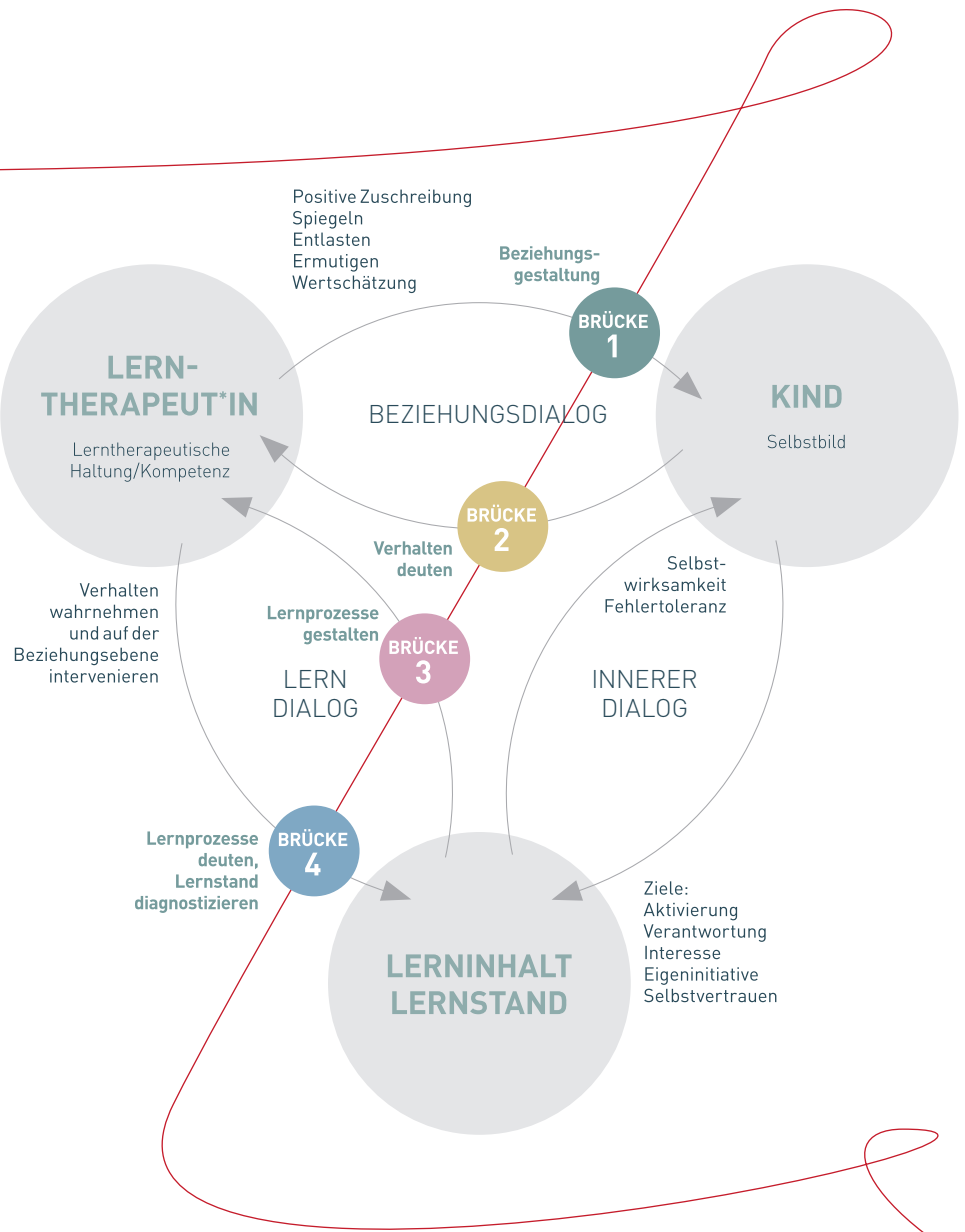 Positive Zuschreibung
Spiegeln
Entlasten
Ermutigen
Wertschätzung
Beziehungs-
gestaltung
BRÜCKE
1
LERN-
THERAPEUT*IN
Lerntherapeutische
Haltung/Kompetenz
BEZIEHUNGSDIALOG
KIND
Selbstbild
BRÜCKE
2
Verhalten
deuten
Verhalten
wahrnehmen
und auf der
Beziehungsebene
intervenieren
Lernprozesse
gestalten
BRÜCKE
3
Selbst-
wirksamkeit
Fehlertoleranz
LERN
DIALOG
INNERER
DIALOG
Lernprozesse
deuten,
Lernstand
diagnostizieren
BRÜCKE
4
LERNINHALT
LERNSTAND
Ziele:
Aktivierung
Verantwortung
Interesse
Eigeninitiative
Selbstvertrauen